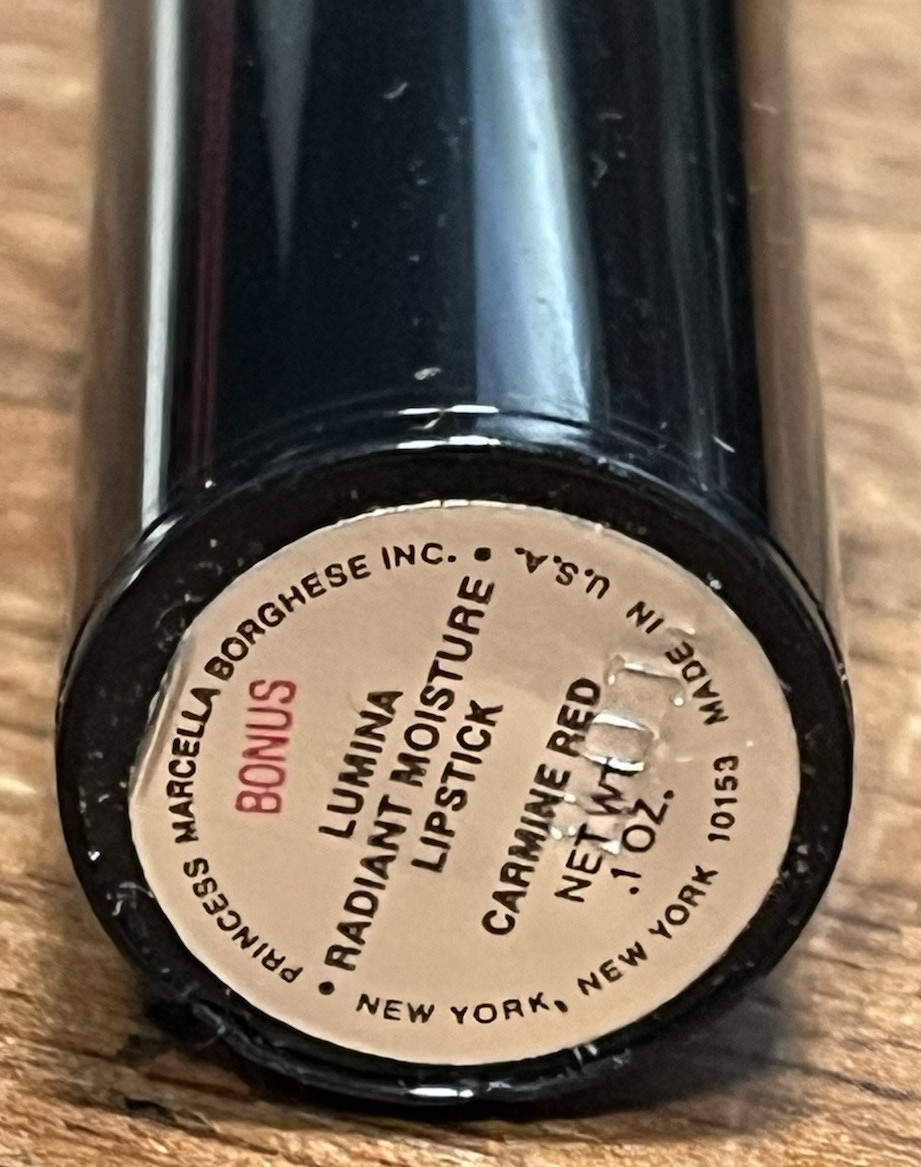 PRINCESS MARCELLA BORGHESE INC. •
BONUS
LUMINA
RADIANT MOISTURE
LIPSTICK
CARMINE RED
NET WT.
.1 OZ.
• NEW YORK, NEW YORK 10153 MADE IN U.S.A.